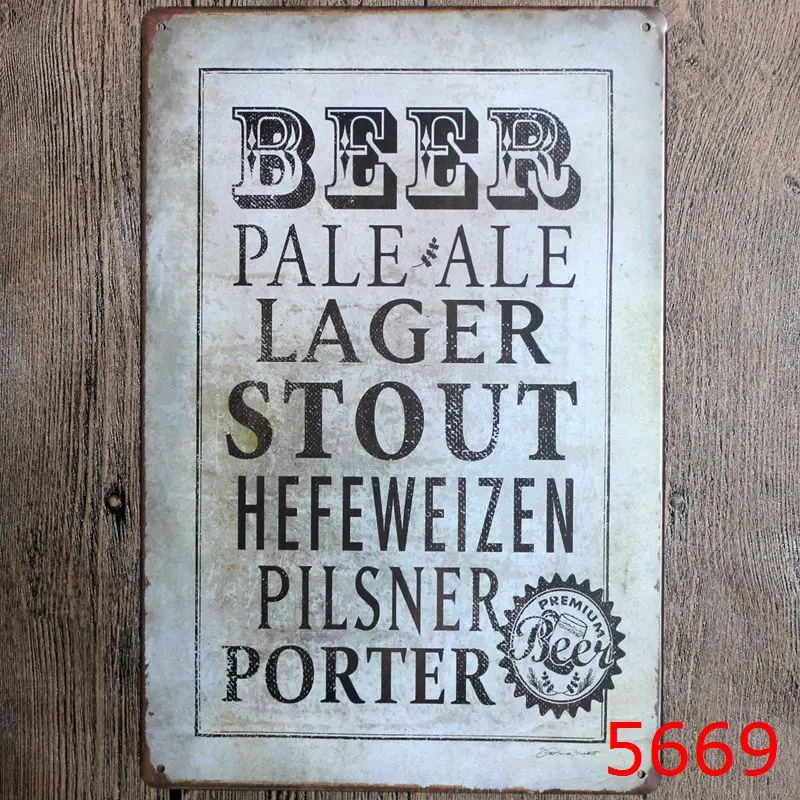 BEER
PALE ALE
LAGER
STOUT
HEFEWEIZEN
PILSNER
PORTER
PREMIUM
Beer
5669